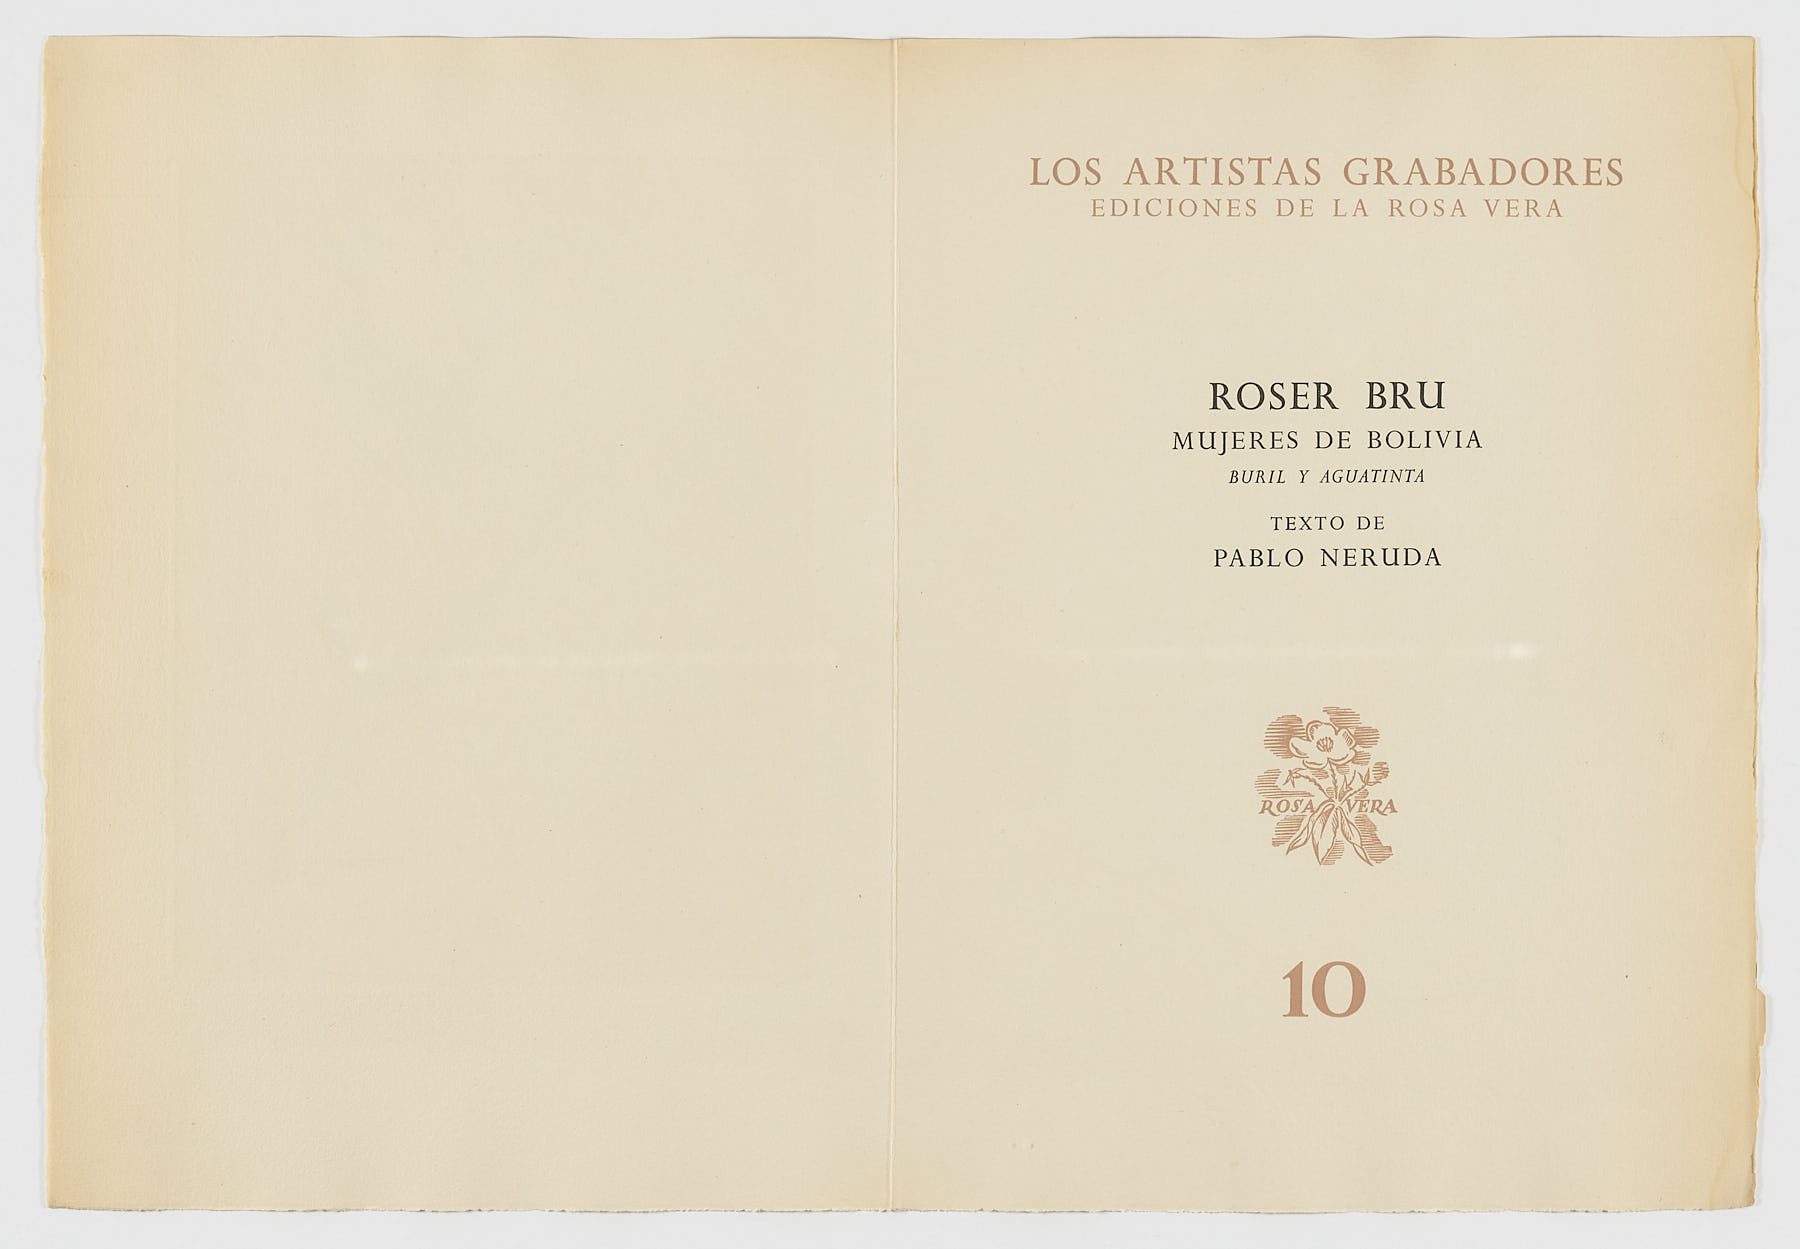 LOS ARTISTAS GRABADORES
EDICIONES DE LA ROSA VERA
ROSER BRU
MUJERES DE BOLIVIA
BURIL Y AGUATINTA
TEXTO DE
PABLO NERUDA
ROSA VERA
10